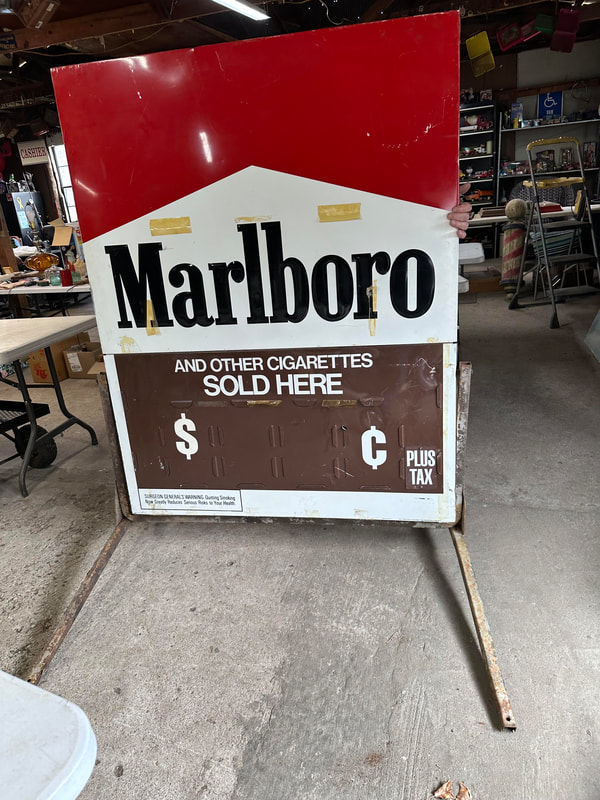 CASHIER
Marlboro
AND OTHER CIGARETTES
SOLD HERE
$ ¢
PLUS
TAX
SURGEON GENERAL'S WARNING: Quitting Smoking
Now Greatly Reduces Serious Risks to Your Health.